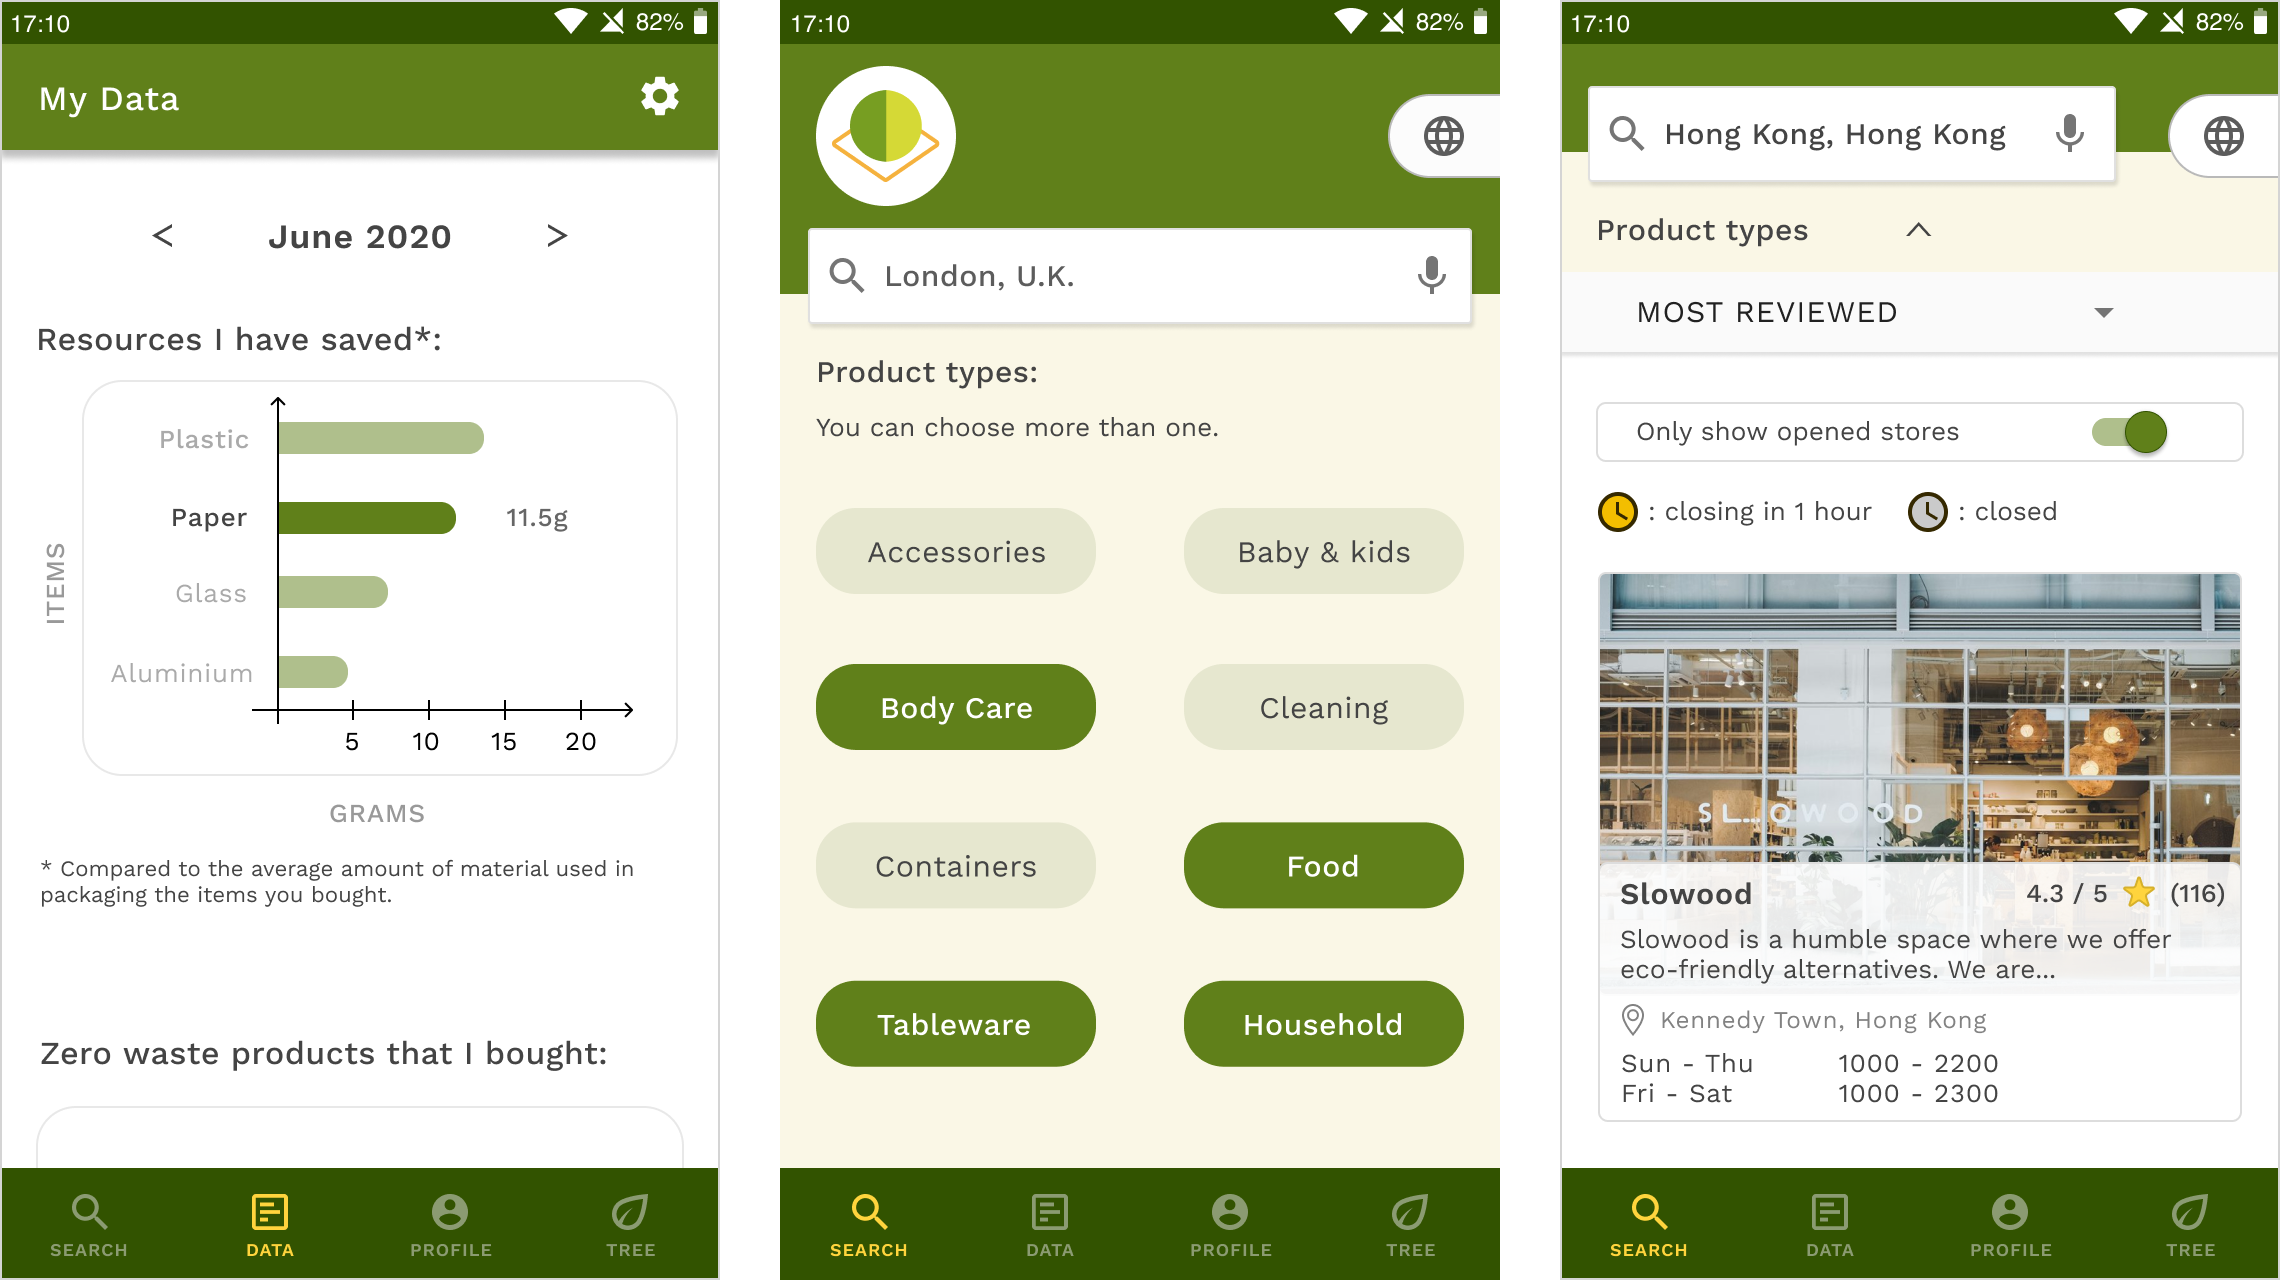 17:10
82%
My Data
<
June 2020
>
Resources I have saved*:
Plastic
Paper
11.5g
Glass
Aluminium
ITEMS
5
10
15
20
GRAMS
* Compared to the average amount of material used in
packaging the items you bought.
Zero waste products that I bought:
SEARCH
DATA
PROFILE
TREE
17:10
82%
London, U.K.
Product types:
You can choose more than one.
Accessories
Baby & kids
Body Care
Cleaning
Containers
Food
Tableware
Household
SEARCH
DATA
PROFILE
TREE
17:10
82%
Hong Kong, Hong Kong
Product types
MOST REVIEWED
Only show opened stores
: closing in 1 hour
: closed
SLOWOOD
Slowood
4.3 / 5
(116)
Slowood is a humble space where we offer
eco-friendly alternatives. We are...
Kennedy Town, Hong Kong
Sun - Thu 1000 - 2200
Fri - Sat 1000 - 2300
SEARCH
DATA
PROFILE
TREE